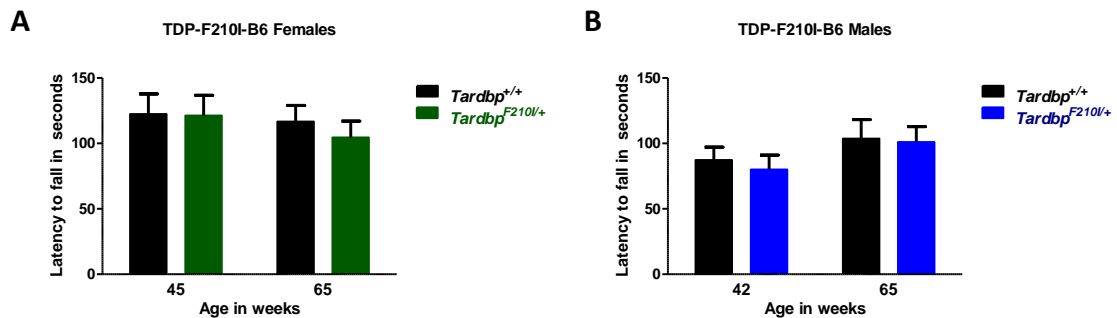 A
TDP-F210I-B6 Females
Latency to fall in seconds
150
100
50
0
45
65
Age in weeks
Tardbp+/+
TardbpF210I/+
B
TDP-F210I-B6 Males
Latency to fall in seconds
150
100
50
0
42
65
Age in weeks
Tardbp+/+
TardbpF210I/+